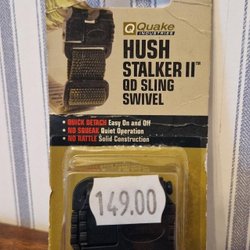 Quake
INDUSTRIES
HUSH
STALKER II™
QD SLING
SWIVEL
• QUICK DETACH Easy On and Off
• NO SQUEAK Quiet Operation
• NO RATTLE Solid Construction
149.00